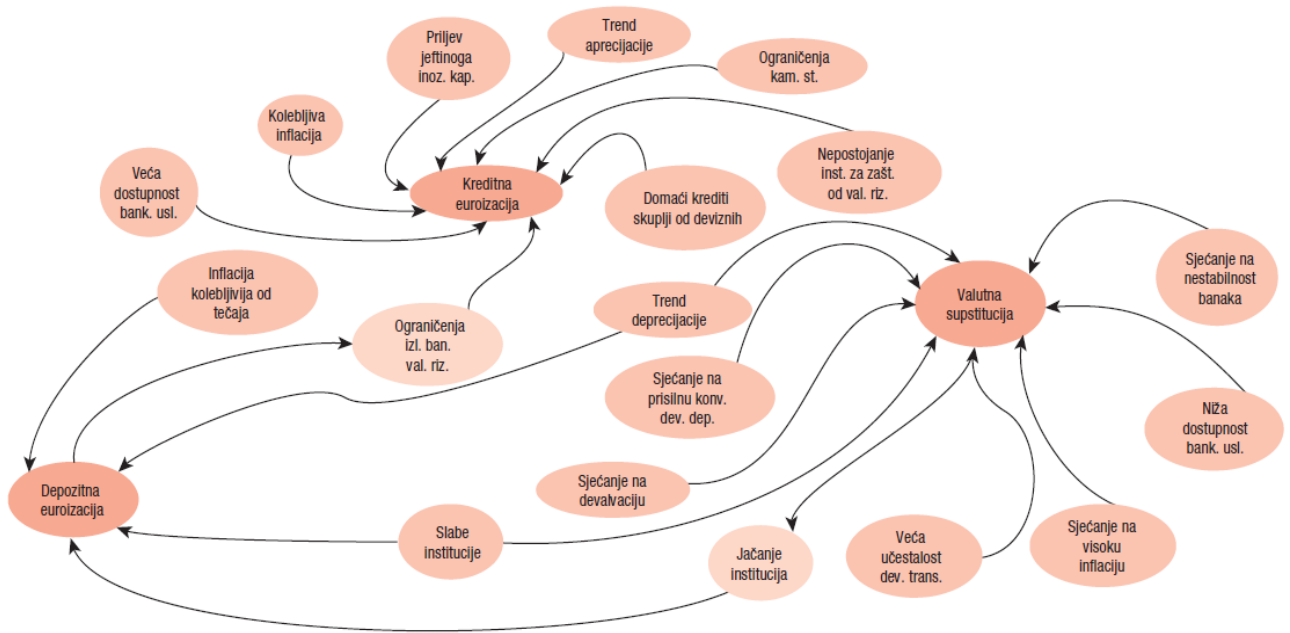 Priljev
jeftinoga
inoz. kap.
Trend
aprecijacije
Ograničenja
kam. st.
Kolebljiva
inflacija
Veća
dostupnost
bank. usl.
Kreditna
euroizacija
Domaći krediti
skuplji od deviznih
Nepostojanje
inst. za zašt.
od val. riz.
Inflacija
kolebljivija od
tečaja
Ograničenja
izl. ban.
val. riz.
Trend
deprecijacije
Valutna
supstitucija
Sjećanje na
nestabilnost
banaka
Sjećanje na
prisilnu konv.
dev. dep.
Niža
dostupnost
bank. usl.
Depozitna
euroizacija
Sjećanje na
devalvaciju
Slabe
institucije
Jačanje
institucija
Veća
učestalost
dev. trans.
Sjećanje na
visoku
inflaciju